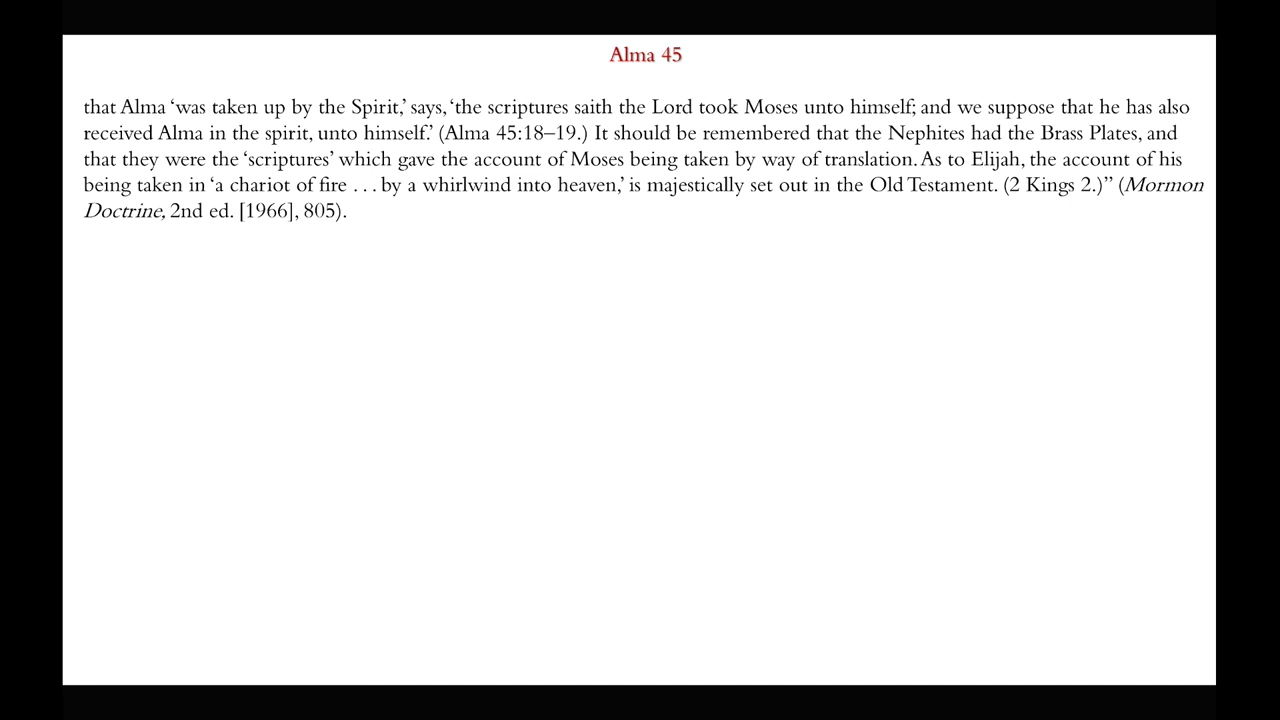 Alma 45
that Alma ‘was taken up by the Spirit,’ says, ‘the scriptures saith the Lord took Moses unto himself; and we suppose that he has also
received Alma in the spirit, unto himself.’ (Alma 45:18–19.) It should be remembered that the Nephites had the Brass Plates, and
that they were the ‘scriptures’ which gave the account of Moses being taken by way of translation. As to Elijah, the account of his
being taken in ‘a chariot of fire . . . by a whirlwind into heaven,’ is majestically set out in the Old Testament. (2 Kings 2.)” (Mormon
Doctrine, 2nd ed. [1966], 805).